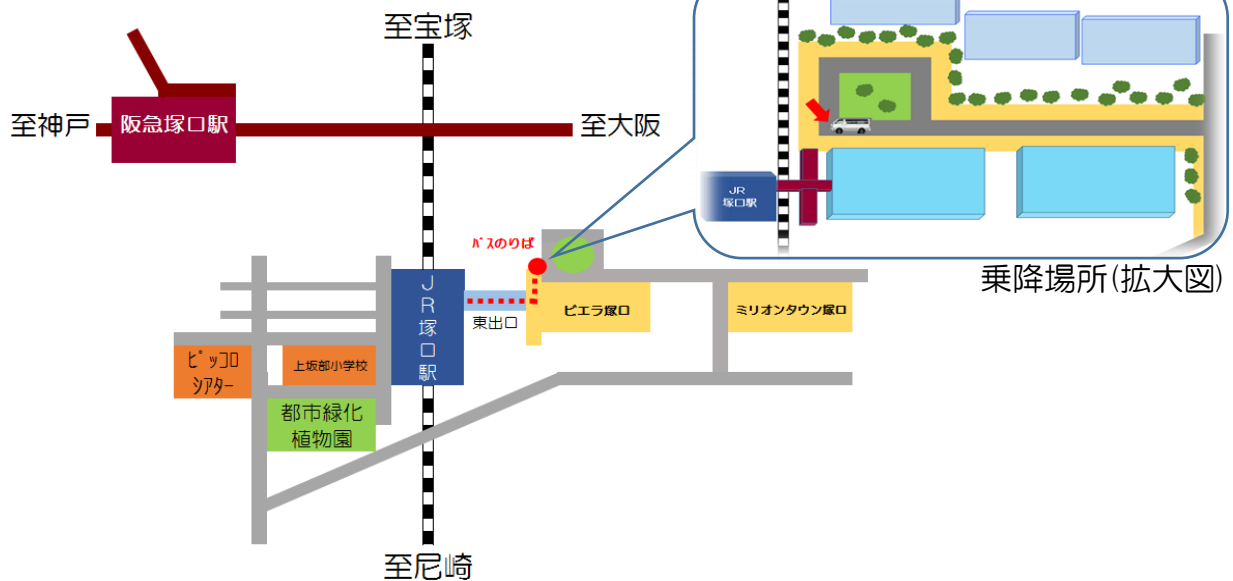 至宝塚
至神戸
阪急塚口駅
至大阪
JR
塚口駅
乗降場所(拡大図)
バスのりば
JR塚口駅
東出口
ビエラ塚口
ミリオンタウン塚口
ピッコロ
シアター
上坂部小学校
都市緑化
植物園
至尼崎